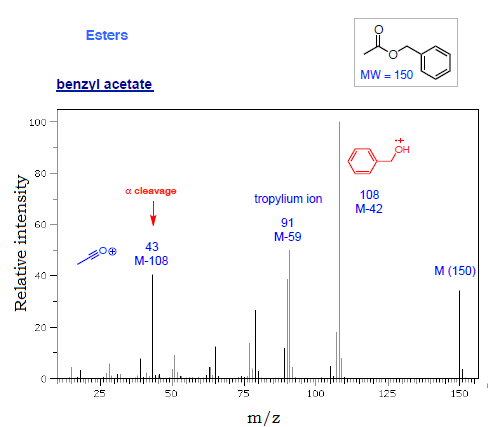 Esters
O
O
MW = 150
benzyl acetate
Relative intensity
100
80
60
40
20
0
α cleavage
43
M-108
O⊕
tropylium ion
91
M-59
·+
OH
108
M-42
M (150)
25 50 75 100 125 150
m/z